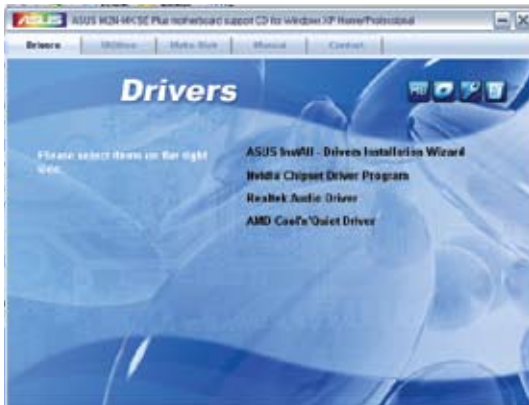 ASUS M2N-MX SE Plus motherboard support CD for Windows XP Home/Professional
Drivers Utilities Make Disk Manual Contact
Drivers
Please select items on the right side.
ASUS InstAll - Drivers Installation Wizard
Nvidia Chipset Driver Program
Realtek Audio Driver
AMD Cool'n'Quiet Driver